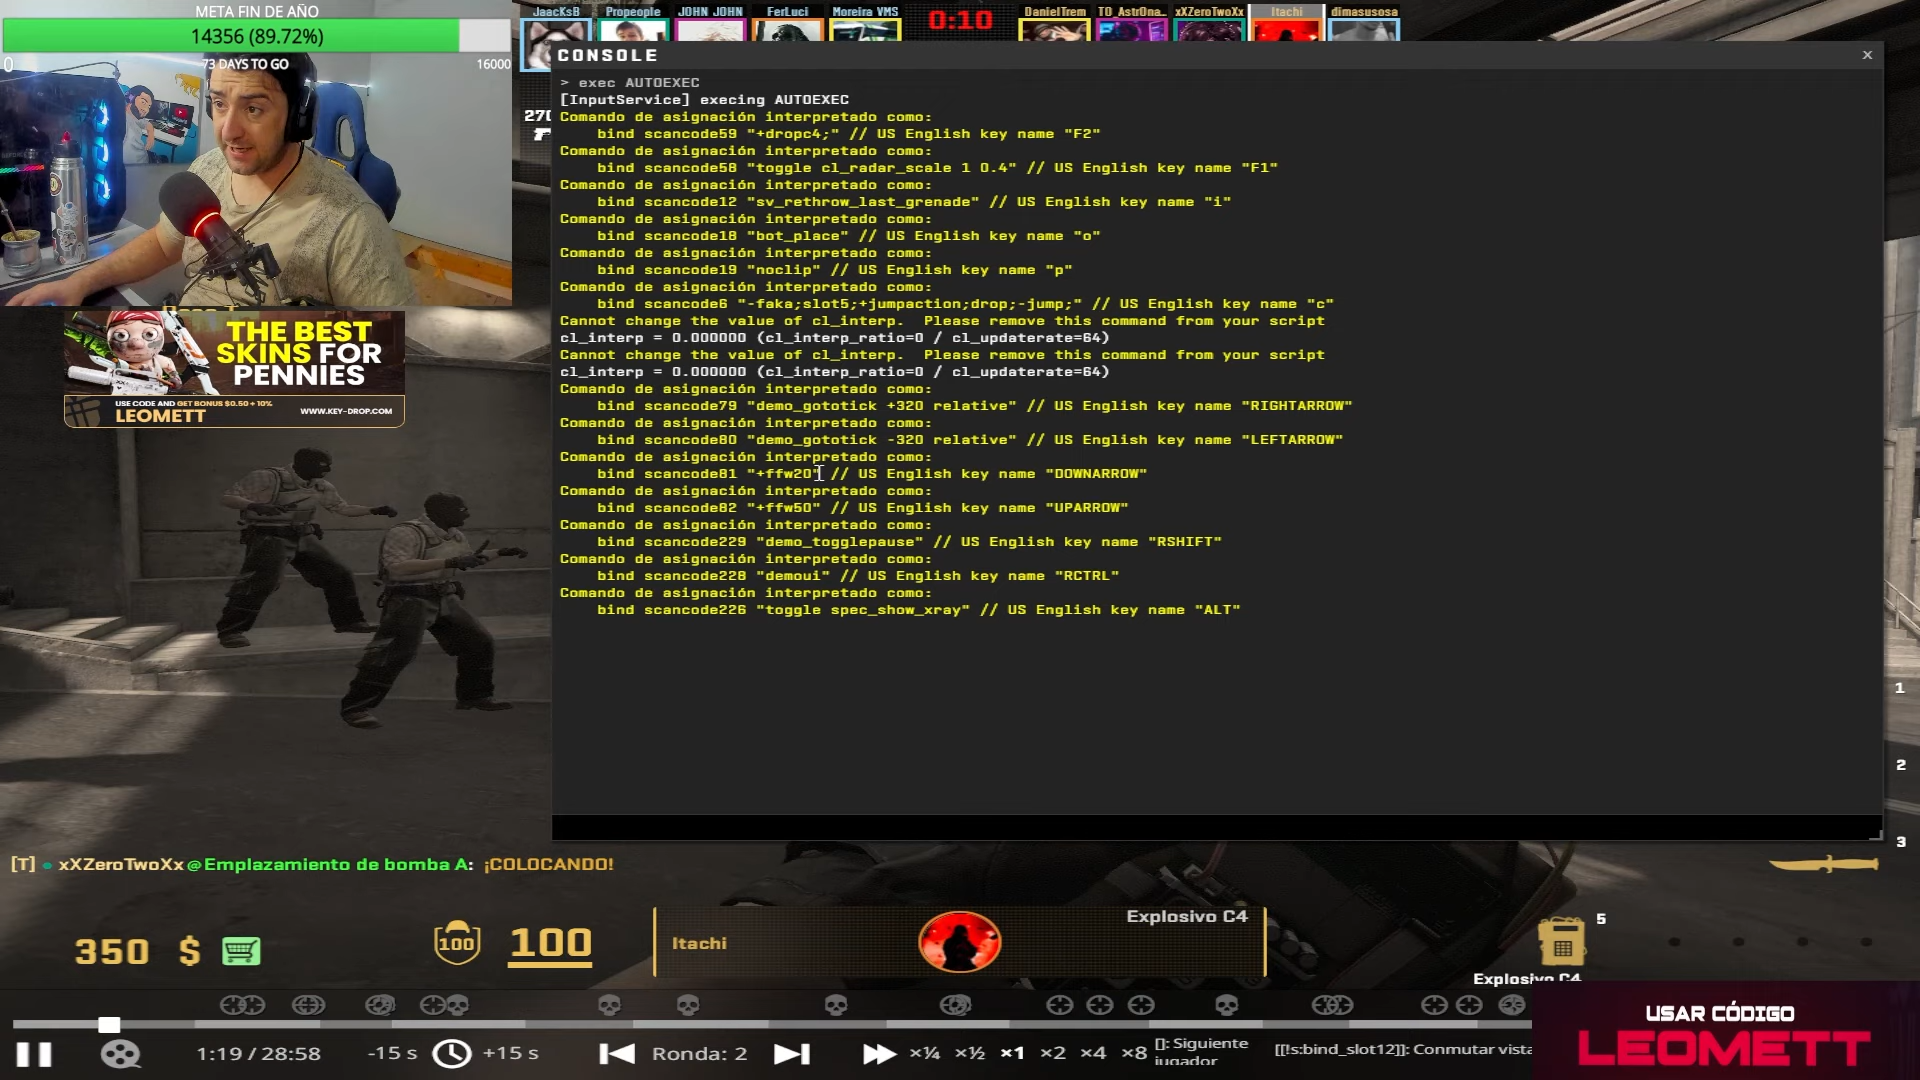 META FIN DE AÑO
14356 (89.72%)
0
73 DAYS TO GO
16000
JaacKsB
Propeople
JOHN JOHN
FerLuci
Moreira VMS
0:10
DanielTrem
TO_AstrOna_
xXZeroTwoXx
Itachi
dimasusosa
270
CONSOLE
> exec AUTOEXEC
[InputService] execing AUTOEXEC
Comando de asignación interpretado como:
bind scancode59 "+dropc4;" // US English key name "F2"
Comando de asignación interpretado como:
bind scancode58 "toggle cl_radar_scale 1 0.4" // US English key name "F1"
Comando de asignación interpretado como:
bind scancode12 "sv_rethrow_last_grenade" // US English key name "i"
Comando de asignación interpretado como:
bind scancode18 "bot_place" // US English key name "o"
Comando de asignación interpretado como:
bind scancode19 "noclip" // US English key name "p"
Comando de asignación interpretado como:
bind scancode6 "-faka;slot5;+jumpaction;drop;-jump;" // US English key name "c"
Cannot change the value of cl_interp.  Please remove this command from your script
cl_interp = 0.000000 (cl_interp_ratio=0 / cl_updaterate=64)
Cannot change the value of cl_interp.  Please remove this command from your script
cl_interp = 0.000000 (cl_interp_ratio=0 / cl_updaterate=64)
Comando de asignación interpretado como:
bind scancode79 "demo_gototick +320 relative" // US English key name "RIGHTARROW"
Comando de asignación interpretado como:
bind scancode80 "demo_gototick -320 relative" // US English key name "LEFTARROW"
Comando de asignación interpretado como:
bind scancode81 "+ffw20" // US English key name "DOWNARROW"
Comando de asignación interpretado como:
bind scancode82 "+ffw50" // US English key name "UPARROW"
Comando de asignación interpretado como:
bind scancode229 "demo_togglepause" // US English key name "RSHIFT"
Comando de asignación interpretado como:
bind scancode228 "demoui" // US English key name "RCTRL"
Comando de asignación interpretado como:
bind scancode226 "toggle spec_show_xray" // US English key name "ALT"
THE BEST
SKINS FOR
PENNIES
USE CODE AND GET BONUS $0.50 + 10%
LEOMETT
WWW.KEY-DROP.COM
1
2
3
[T] xXZeroTwoXx @ Emplazamiento de bomba A: ¡COLOCANDO!
350 $
100
100
Itachi
Explosivo C4
5
Explosivo C4
1:19 / 28:58
-15 s
+15 s
Ronda: 2
×¼ ×½ ×1 ×2 ×4 ×8
[]: Siguiente
jugador
[[!s:bind_slot12]]: Conmutar vista
USAR CÓDIGO
LEOMETT